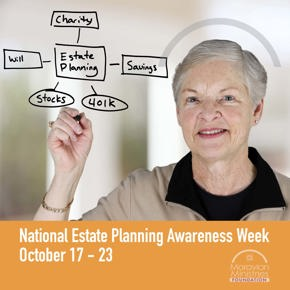 Charity
Will
Estate
Planning
Savings
Stocks
401K
National Estate Planning Awareness Week
October 17 – 23
Moravian
Ministries
FOUNDATION